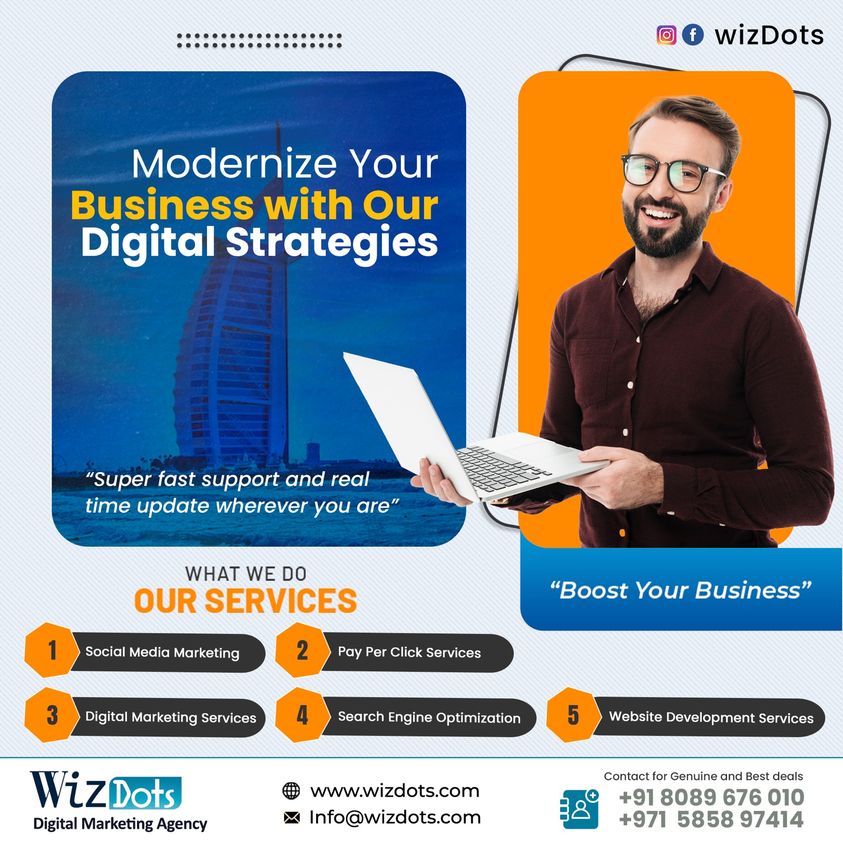 wizDots
Modernize Your
Business with Our
Digital Strategies
“Super fast support and real
time update wherever you are”
“Boost Your Business”
WHAT WE DO
OUR SERVICES
1 Social Media Marketing
2 Pay Per Click Services
3 Digital Marketing Services
4 Search Engine Optimization
5 Website Development Services
Wiz Dots
Digital Marketing Agency
www.wizdots.com
Info@wizdots.com
Contact for Genuine and Best deals
+91 8089 676 010
+971 5858 97414